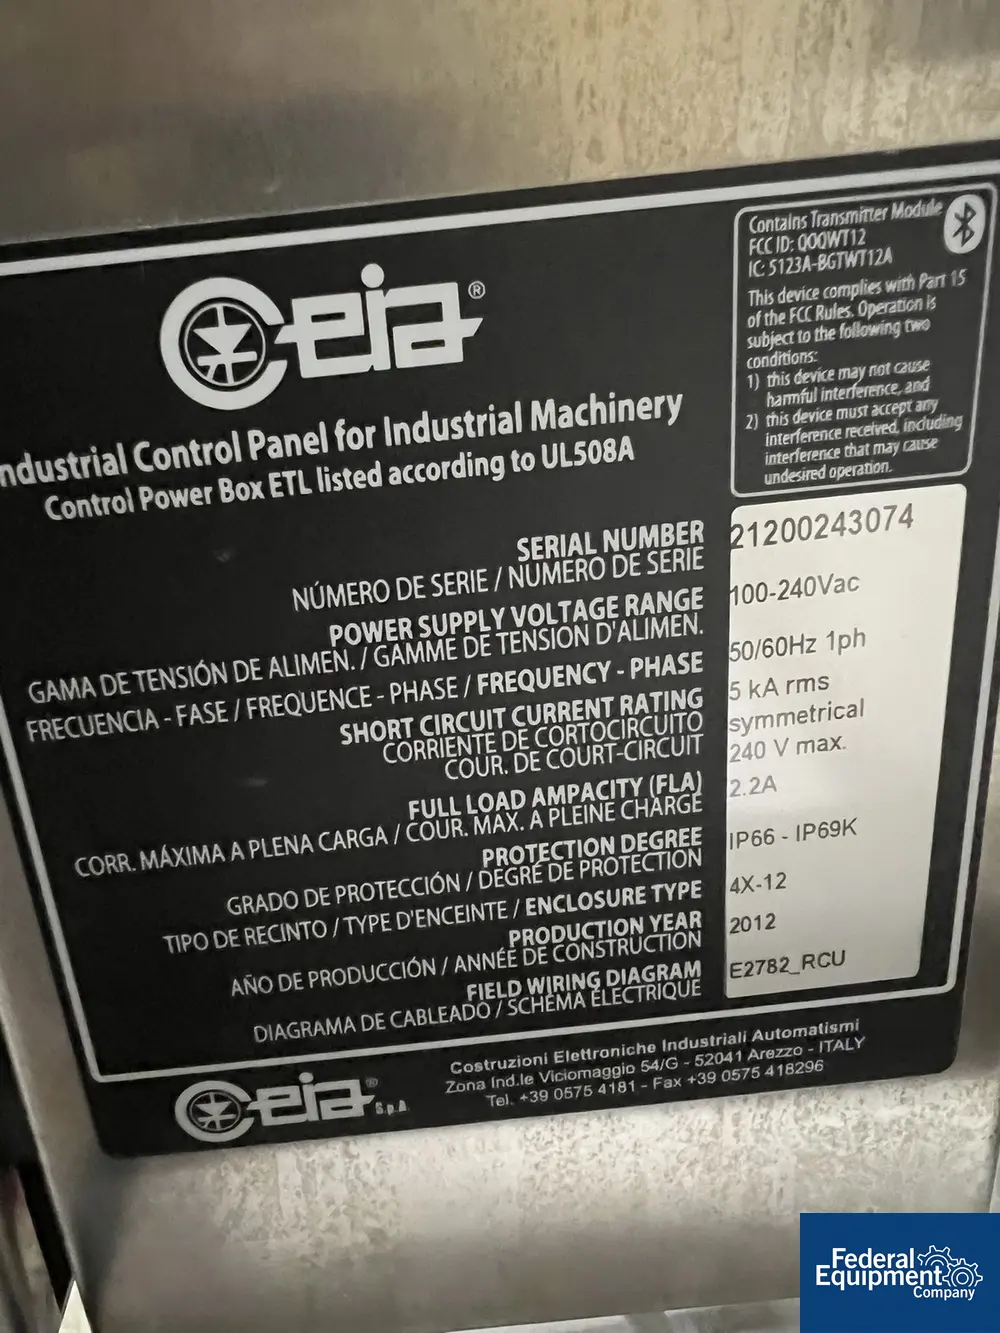 Ceia®
ndustrial Control Panel for Industrial Machinery
Control Power Box ETL listed according to UL508A
Contains Transmitter Module
FCC ID: QOQWT12
IC: 5123A-BGTWT12A
This device complies with Part 15
of the FCC Rules. Operation is
subject to the following two
conditions:
1) this device may not cause
harmful interference, and
2) this device must accept any
interference received, including
interference that may cause
undesired operation.
SERIAL NUMBER 21200243074
NÚMERO DE SERIE / NUMERO DE SERIE
POWER SUPPLY VOLTAGE RANGE 100-240Vac
GAMA DE TENSIÓN DE ALIMEN. / GAMME DE TENSION D'ALIMEN.
FRECUENCIA - FASE / FREQUENCE - PHASE / FREQUENCY - PHASE 50/60Hz 1ph
SHORT CIRCUIT CURRENT RATING 5 kA rms
CORRIENTE DE CORTOCIRCUITO symmetrical
COUR. DE COURT-CIRCUIT 240 V max.
FULL LOAD AMPACITY (FLA) 2.2A
CORR. MÁXIMA A PLENA CARGA / COUR. MAX. A PLEINE CHARGE
PROTECTION DEGREE IP66 - IP69K
GRADO DE PROTECCIÓN / DEGRÉ DE PROTECTION
TIPO DE RECINTO / TYPE D'ENCEINTE / ENCLOSURE TYPE 4X-12
PRODUCTION YEAR 2012
AÑO DE PRODUCCIÓN / ANNÉE DE CONSTRUCTION
FIELD WIRING DIAGRAM E2782_RCU
DIAGRAMA DE CABLEADO / SCHÉMA ÉLECTRIQUE
Ceia® S.p.A.
Costruzioni Elettroniche Industriali Automatismi
Zona Ind.le Viciomaggio 54/G - 52041 Arezzo - ITALY
Tel. +39 0575 4181 - Fax +39 0575 418296
Federal
Equipment
Company